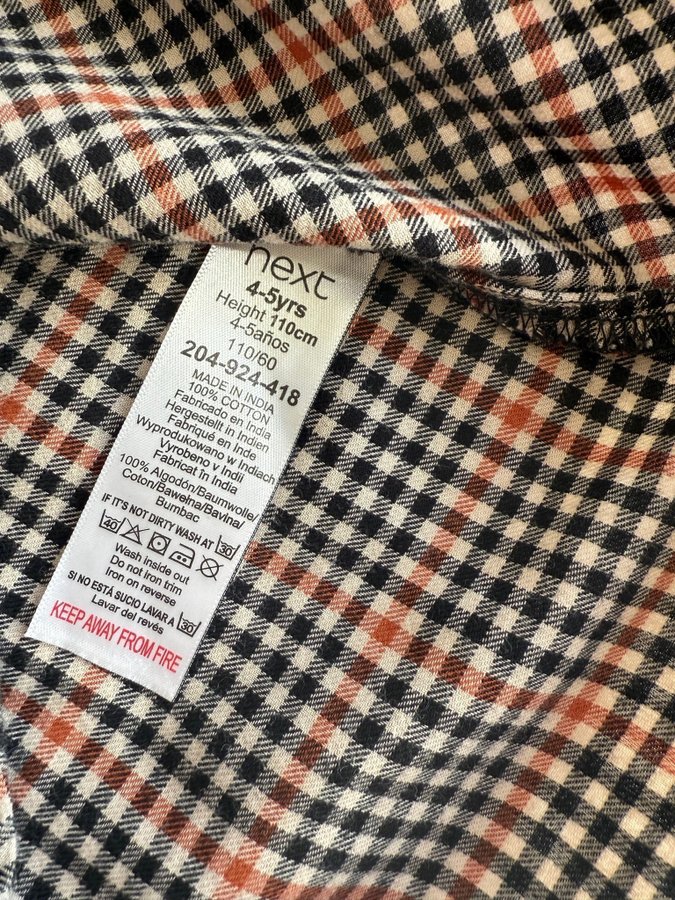 next
4-5yrs
Height 110cm
4-5años
110/60
204-924-418
MADE IN INDIA
100% COTTON
Fabricado en India
Hergestellt in Indien
Fabriqué en Inde
Wyprodukowano w Indiach
Vyrobeno v Indii
Fabricat în India
100% Algodón/Baumwolle/
Coton/Bawełna/Bavlna/
Bumbac
IF IT'S NOT DIRTY WASH AT 30
40
Wash inside out
Do not iron trim
Iron on reverse
SI NO ESTÁ SUCIO LAVAR A 30
Lavar del revés
KEEP AWAY FROM FIRE